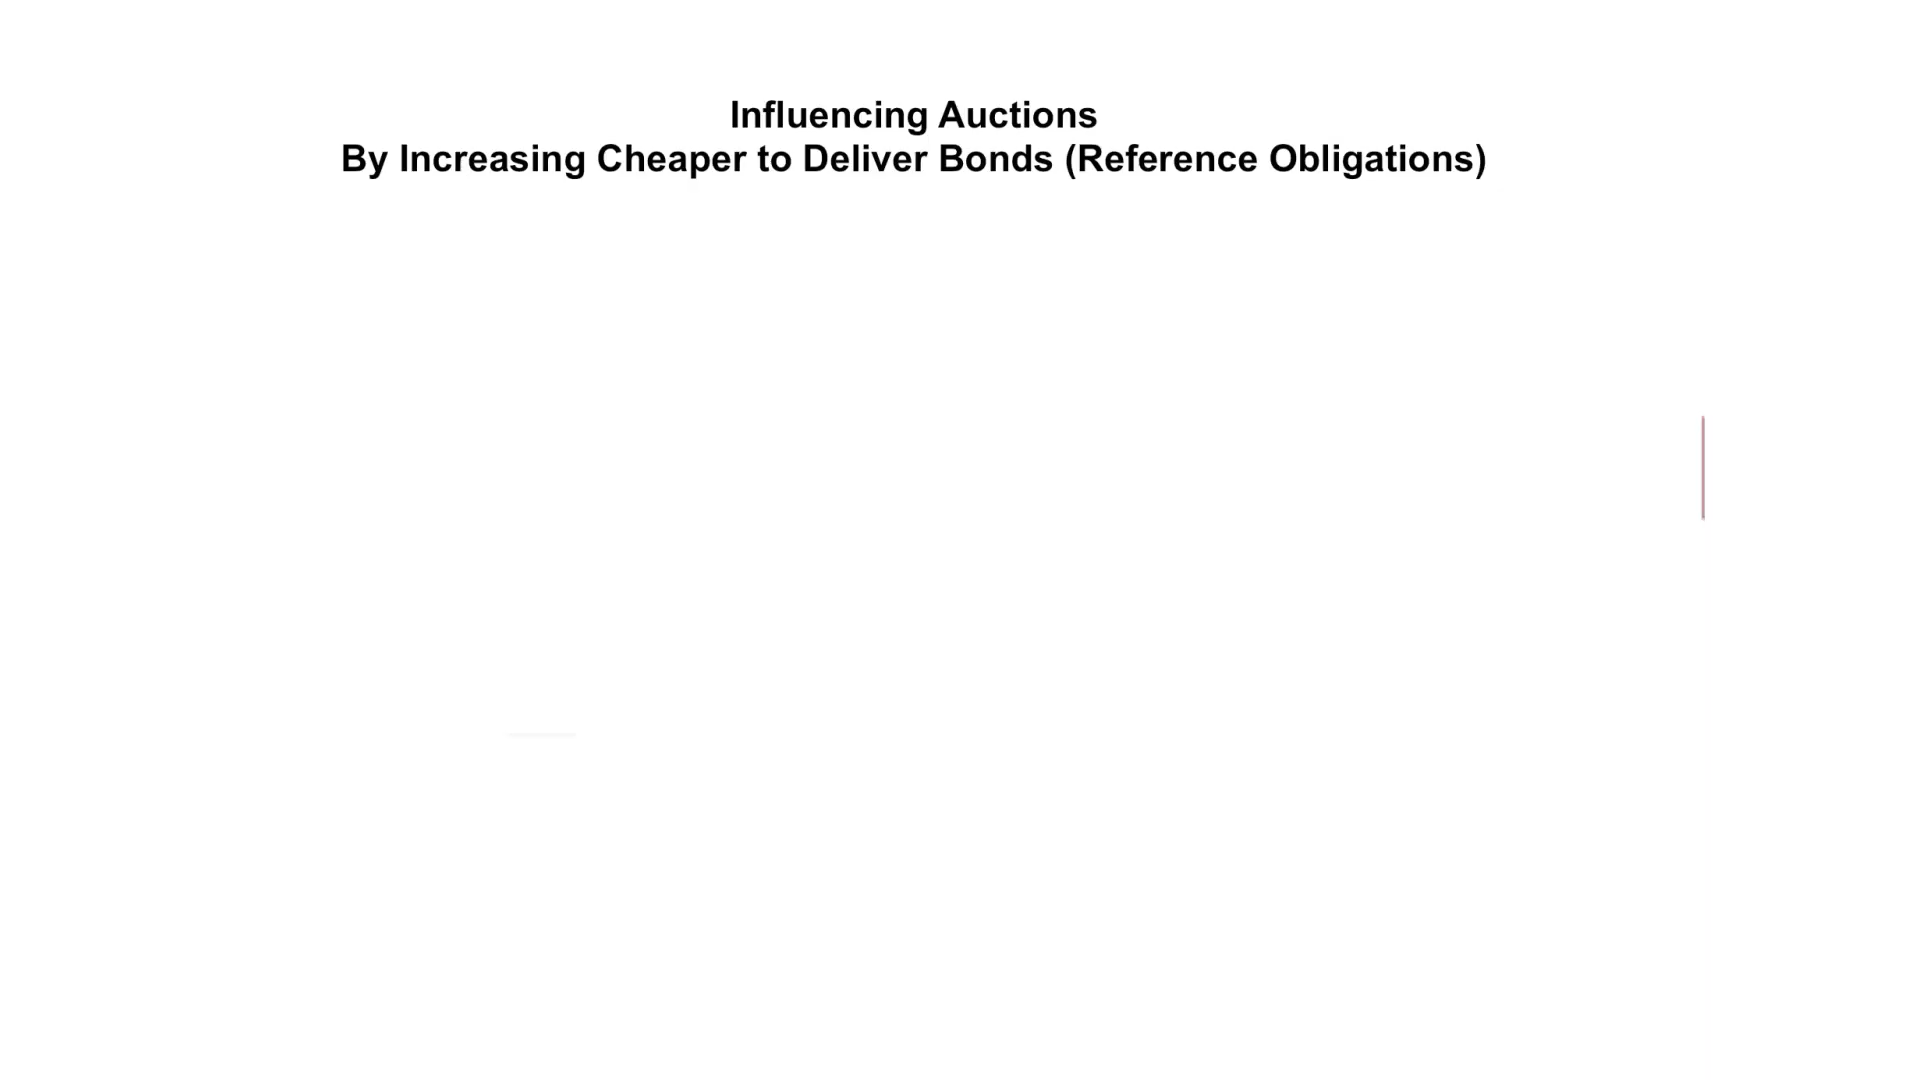 Influencing Auctions
By Increasing Cheaper to Deliver Bonds (Reference Obligations)